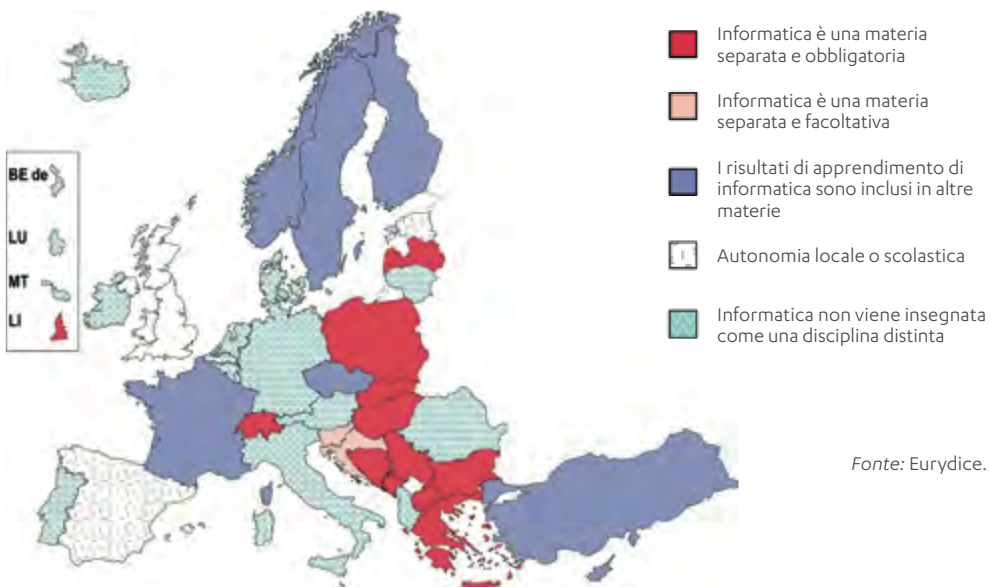 BE de
LU
MT
LI
Informatica è una materia
separata e obbligatoria
Informatica è una materia
separata e facoltativa
I risultati di apprendimento di
informatica sono inclusi in altre
materie
Autonomia locale o scolastica
Informatica non viene insegnata
come una disciplina distinta
Fonte: Eurydice.